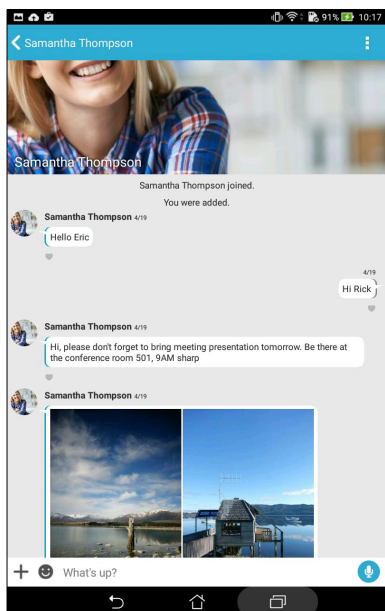 91% 10:17
Samantha Thompson
Samantha Thompson
Samantha Thompson joined.
You were added.
Samantha Thompson 4/19
Hello Eric
4/19
Hi Rick
Samantha Thompson 4/19
Hi, please don't forget to bring meeting presentation tomorrow. Be there at
the conference room 501, 9AM sharp
Samantha Thompson 4/19
What's up?